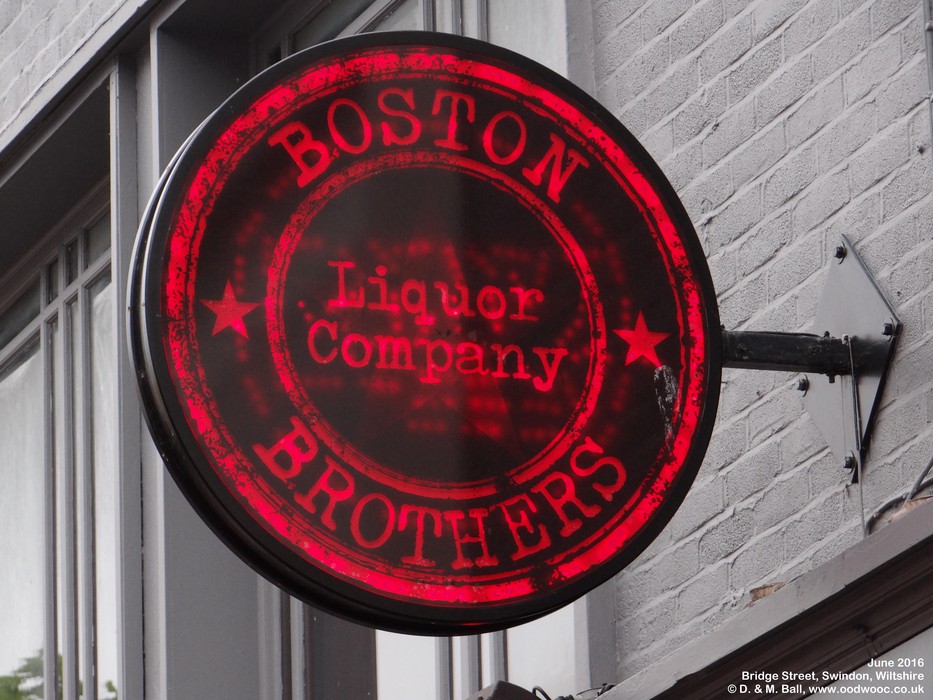 BOSTON
Liquor
Company
BROTHERS
June 2016
Bridge Street, Swindon, Wiltshire
© D. & M. Ball, www.oodwooc.co.uk